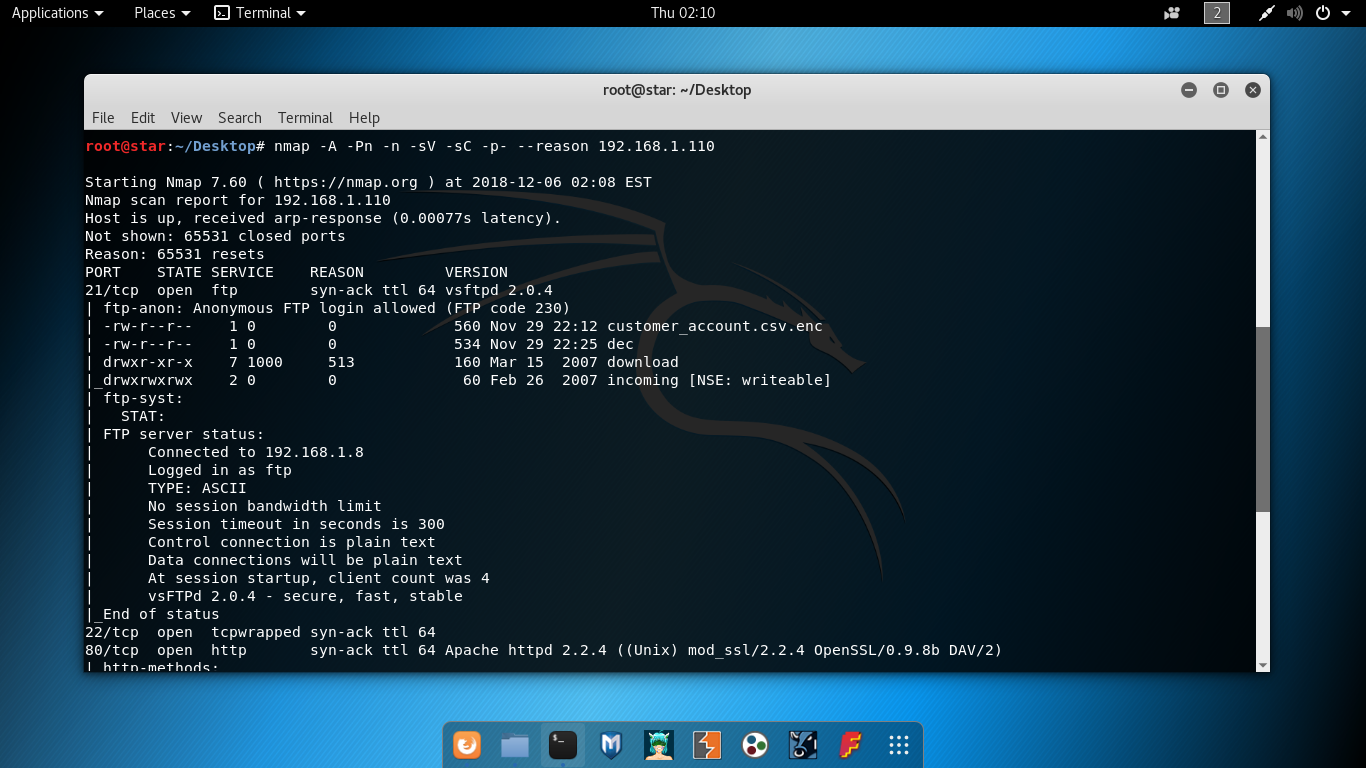 Applications Places Terminal Thu 02:10 2
root@star: ~/Desktop
File Edit View Search Terminal Help
root@star:~/Desktop# nmap -A -Pn -n -sV -sC -p- --reason 192.168.1.110
Starting Nmap 7.60 ( https://nmap.org ) at 2018-12-06 02:08 EST
Nmap scan report for 192.168.1.110
Host is up, received arp-response (0.00077s latency).
Not shown: 65531 closed ports
Reason: 65531 resets
PORT    STATE SERVICE    REASON         VERSION
21/tcp  open  ftp        syn-ack ttl 64 vsftpd 2.0.4
| ftp-anon: Anonymous FTP login allowed (FTP code 230)
| -rw-r--r--    1 0        0             560 Nov 29 22:12 customer_account.csv.enc
| -rw-r--r--    1 0        0             534 Nov 29 22:25 dec
| drwxr-xr-x    7 1000     513           160 Mar 15  2007 download
|_drwxrwxrwx    2 0        0              60 Feb 26  2007 incoming [NSE: writeable]
| ftp-syst:
|   STAT:
| FTP server status:
|      Connected to 192.168.1.8
|      Logged in as ftp
|      TYPE: ASCII
|      No session bandwidth limit
|      Session timeout in seconds is 300
|      Control connection is plain text
|      Data connections will be plain text
|      At session startup, client count was 4
|      vsFTPd 2.0.4 - secure, fast, stable
|_End of status
22/tcp  open  tcpwrapped syn-ack ttl 64
80/tcp  open  http       syn-ack ttl 64 Apache httpd 2.2.4 ((Unix) mod_ssl/2.2.4 OpenSSL/0.9.8b DAV/2)
| http-methods: